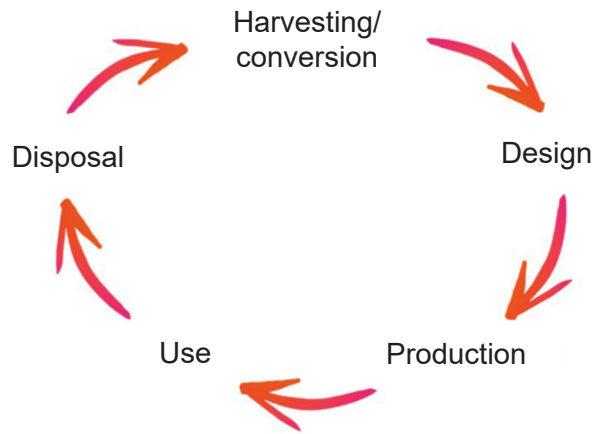 Harvesting/
conversion
Design
Production
Use
Disposal